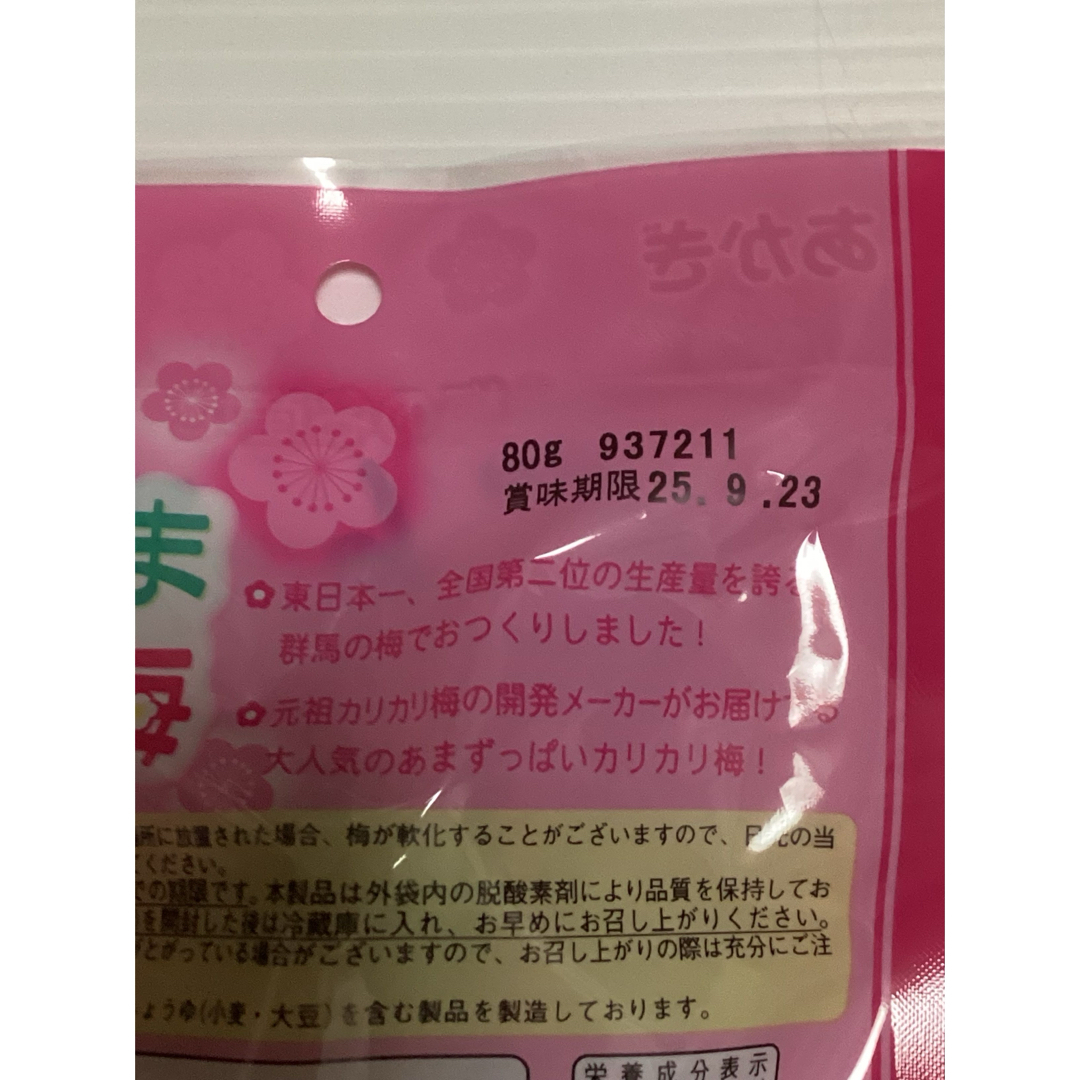 あかぎ
80g 937211
賞味期限25.9.23
ま
梅
東日本一、全国第二位の生産量を誇る
群馬の梅でおつくりしました！
元祖カリカリ梅の開発メーカーがお届けする
大人気のあまずっぱいカリカリ梅！
所に放置された場合、梅が軟化することがございますので、日光の当
ください。
での期限です。本製品は外袋内の脱酸素剤により品質を保持してお
を開封した後は冷蔵庫に入れ、お早めにお召し上がりください。
がとがっている場合がございますので、お召し上がりの際は充分にご注
しょうゆ(小麦・大豆)を含む製品を製造しております。
栄養成分表示